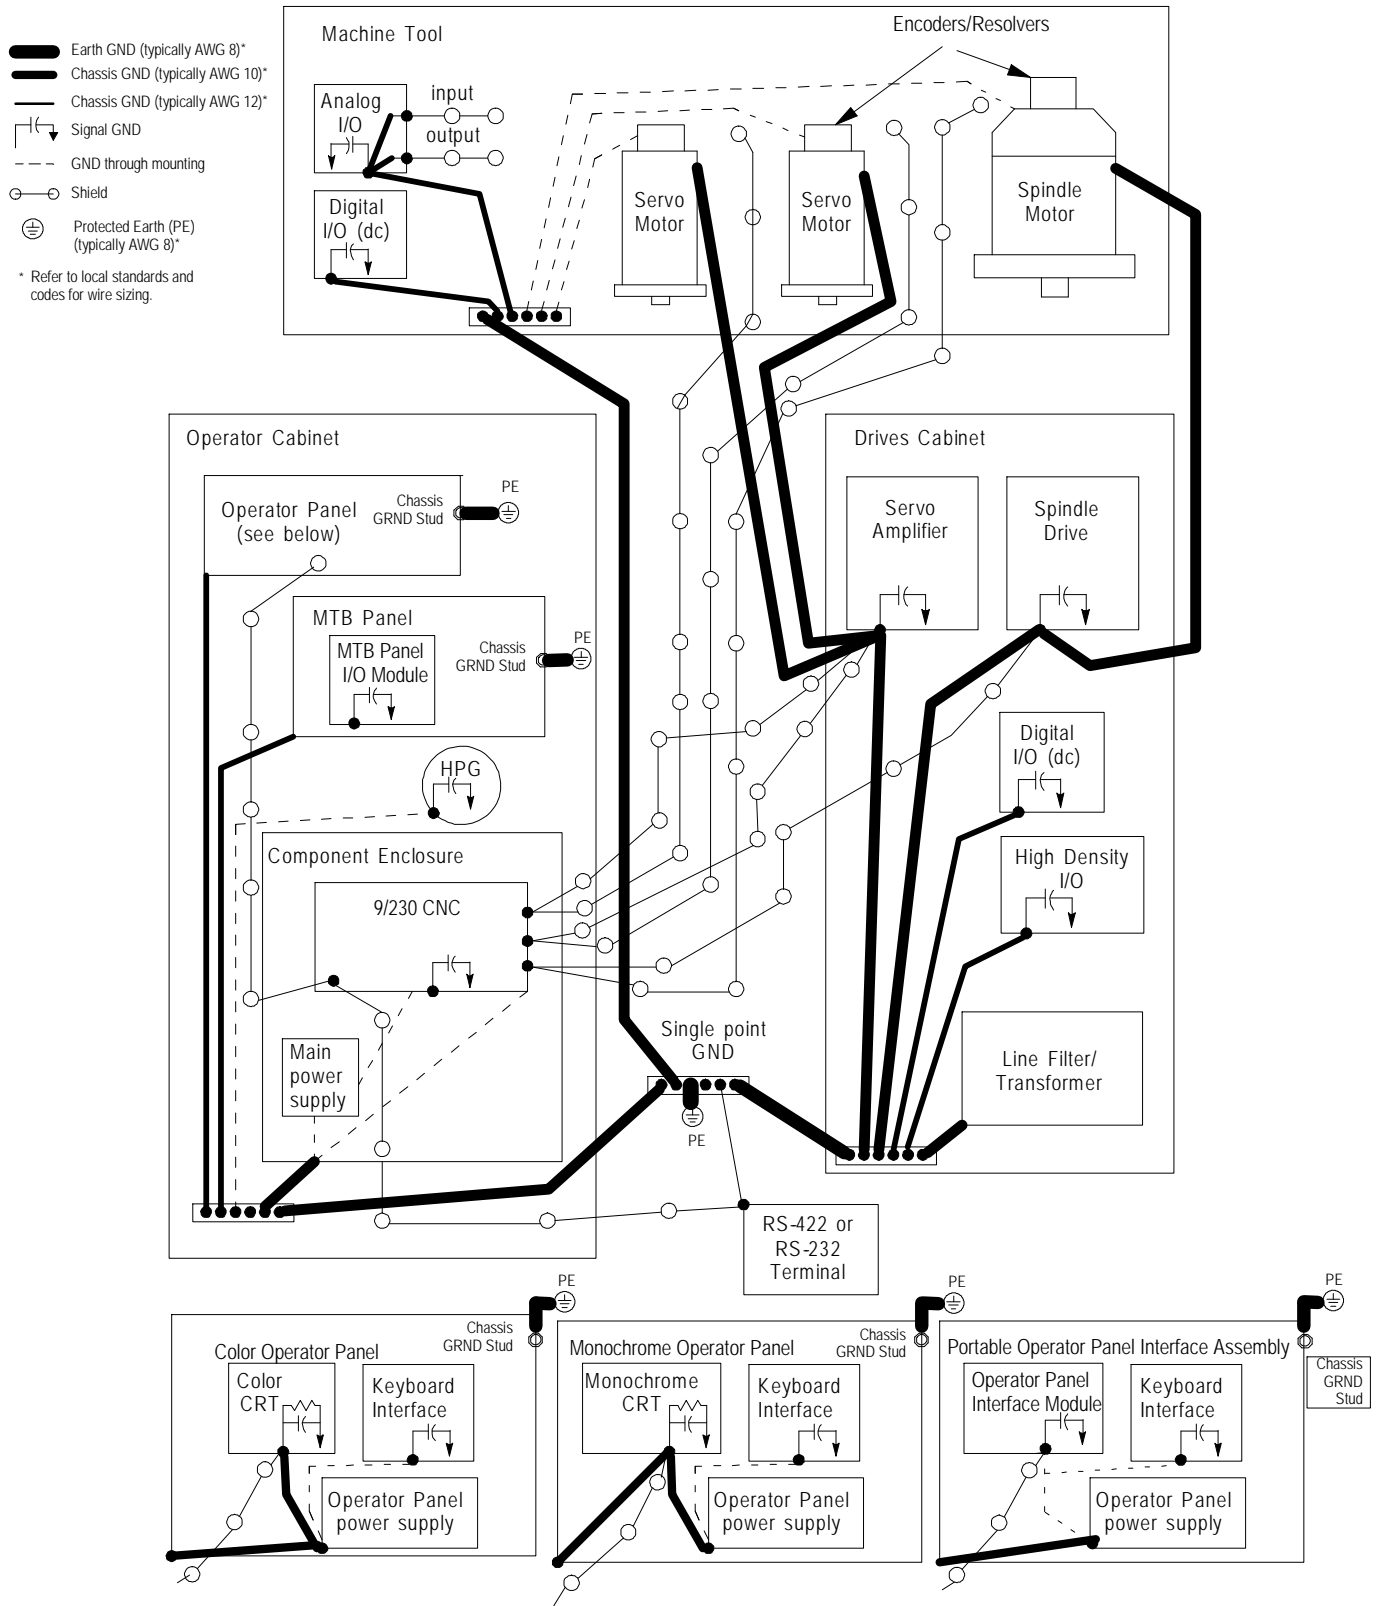 Earth GND (typically AWG 8)*
Chassis GND (typically AWG 10)*
Chassis GND (typically AWG 12)*
Signal GND
GND through mounting
Shield
Protected Earth (PE)
(typically AWG 8)*
* Refer to local standards and
codes for wire sizing.
Machine Tool
Encoders/Resolvers
Analog
I/O
input
output
Digital
I/O (dc)
Servo
Motor
Servo
Motor
Spindle
Motor
Operator Cabinet
Operator Panel
(see below)
Chassis
GRND Stud
PE
MTB Panel
MTB Panel
I/O Module
Chassis
GRND Stud
PE
HPG
Component Enclosure
9/230 CNC
Main
power
supply
Drives Cabinet
Servo
Amplifier
Spindle
Drive
Digital
I/O (dc)
High Density
I/O
Line Filter/
Transformer
Single point
GND
PE
RS-422 or
RS-232
Terminal
PE
Chassis
GRND Stud
Color Operator Panel
Color
CRT
Keyboard
Interface
Operator Panel
power supply
PE
Chassis
GRND Stud
Monochrome Operator Panel
Monochrome
CRT
Keyboard
Interface
Operator Panel
power supply
PE
Chassis
GRND
Stud
Portable Operator Panel Interface Assembly
Operator Panel
Interface Module
Keyboard
Interface
Operator Panel
power supply